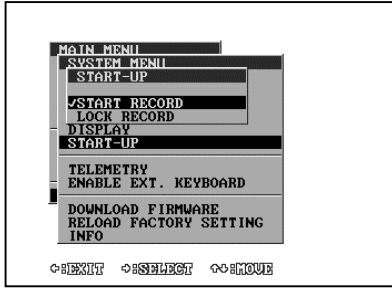 MAIN MENU
SYSTEM MENU
START-UP
✓START RECORD
LOCK RECORD
DISPLAY
START-UP
TELEMETRY
ENABLE EXT. KEYBOARD
DOWNLOAD FIRMWARE
RELOAD FACTORY SETTING
INFO
←:EXIT →:SELECT ↑↓:MOVE